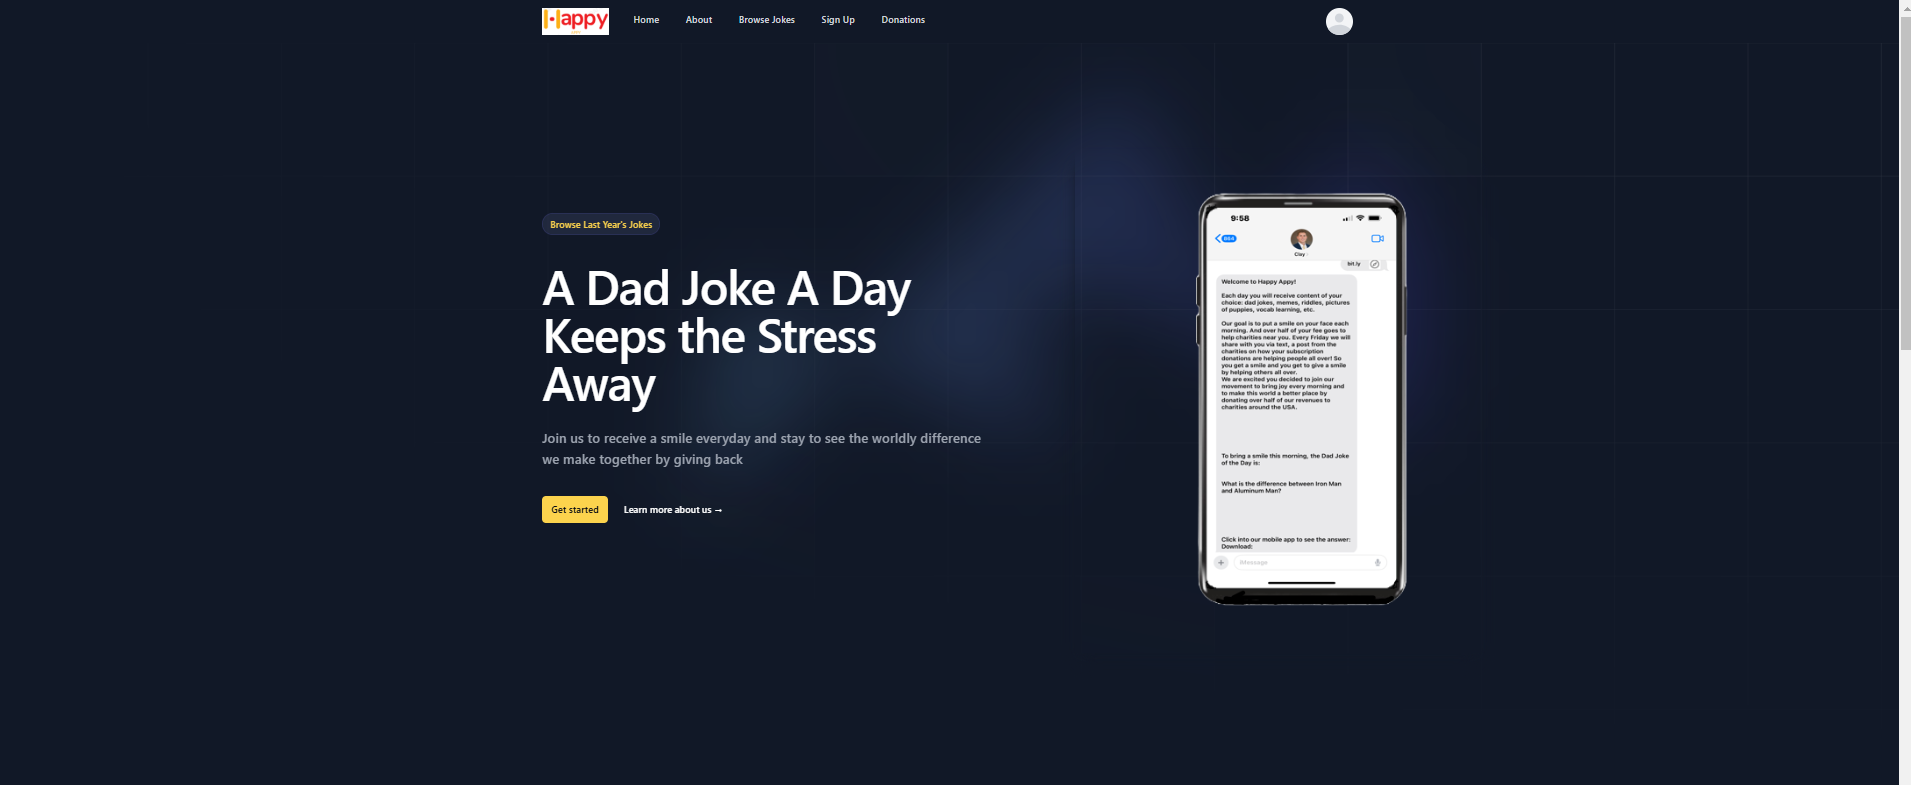 Happy
Home
About
Browse Jokes
Sign Up
Donations
Browse Last Year's Jokes
A Dad Joke A Day
Keeps the Stress
Away
Join us to receive a smile everyday and stay to see the worldly difference
we make together by giving back
Get started
Learn more about us →
9:58
Clay
bit.ly
Welcome to Happy Appy!
Each day you will receive content of your
choice: dad jokes, memes, riddles, pictures
of puppies, vocab learning, etc.
Our goal is to put a smile on your face each
morning. And over half of your fee goes to
help charities near you. Every Friday we will
share with you via text, a post from the
charities on how your subscription
donations are helping people all over! So
you get a smile and you get to give a smile
by helping others all over.
We are excited you decided to join our
movement to bring joy every morning and
to make this world a better place by
donating over half of our revenues to
charities around the USA.
To bring a smile this morning, the Dad Joke
of the Day is:
What is the difference between Iron Man
and Aluminum Man?
Click into our mobile app to see the answer:
Download:
iMessage